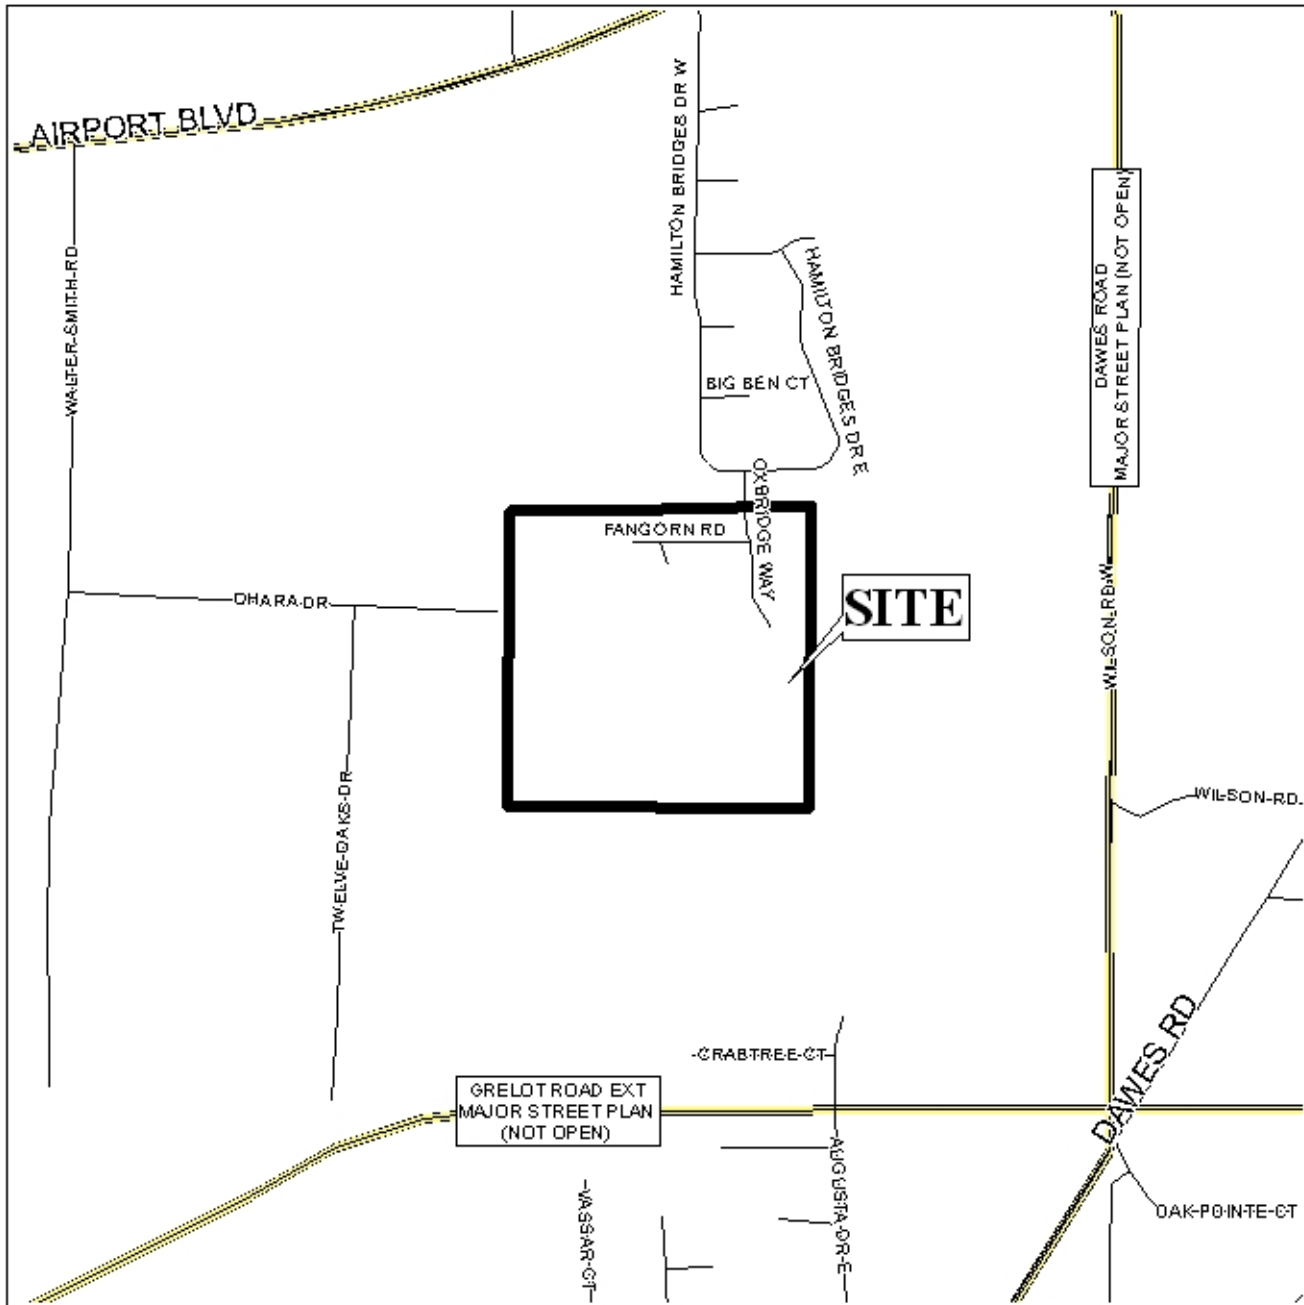 AIRPORT BLVD
HAMILTON BRIDGES DR W
DAWES ROAD
MAJOR STREET PLAN (NOT OPEN)
WALTER SMITH RD
HAMILTON BRIDGES DR E
BIG BEN CT
OXBRIDGE WAY
FANGORN RD
OHARA DR
SITE
WILSON RD W
TWELVE OAKS DR
WILSON RD
CRABTREE CT
DAWES RD
GRELOT ROAD EXT
MAJOR STREET PLAN
(NOT OPEN)
AUGUSTA DR E
VASSAR CT
OAK POINTE CT